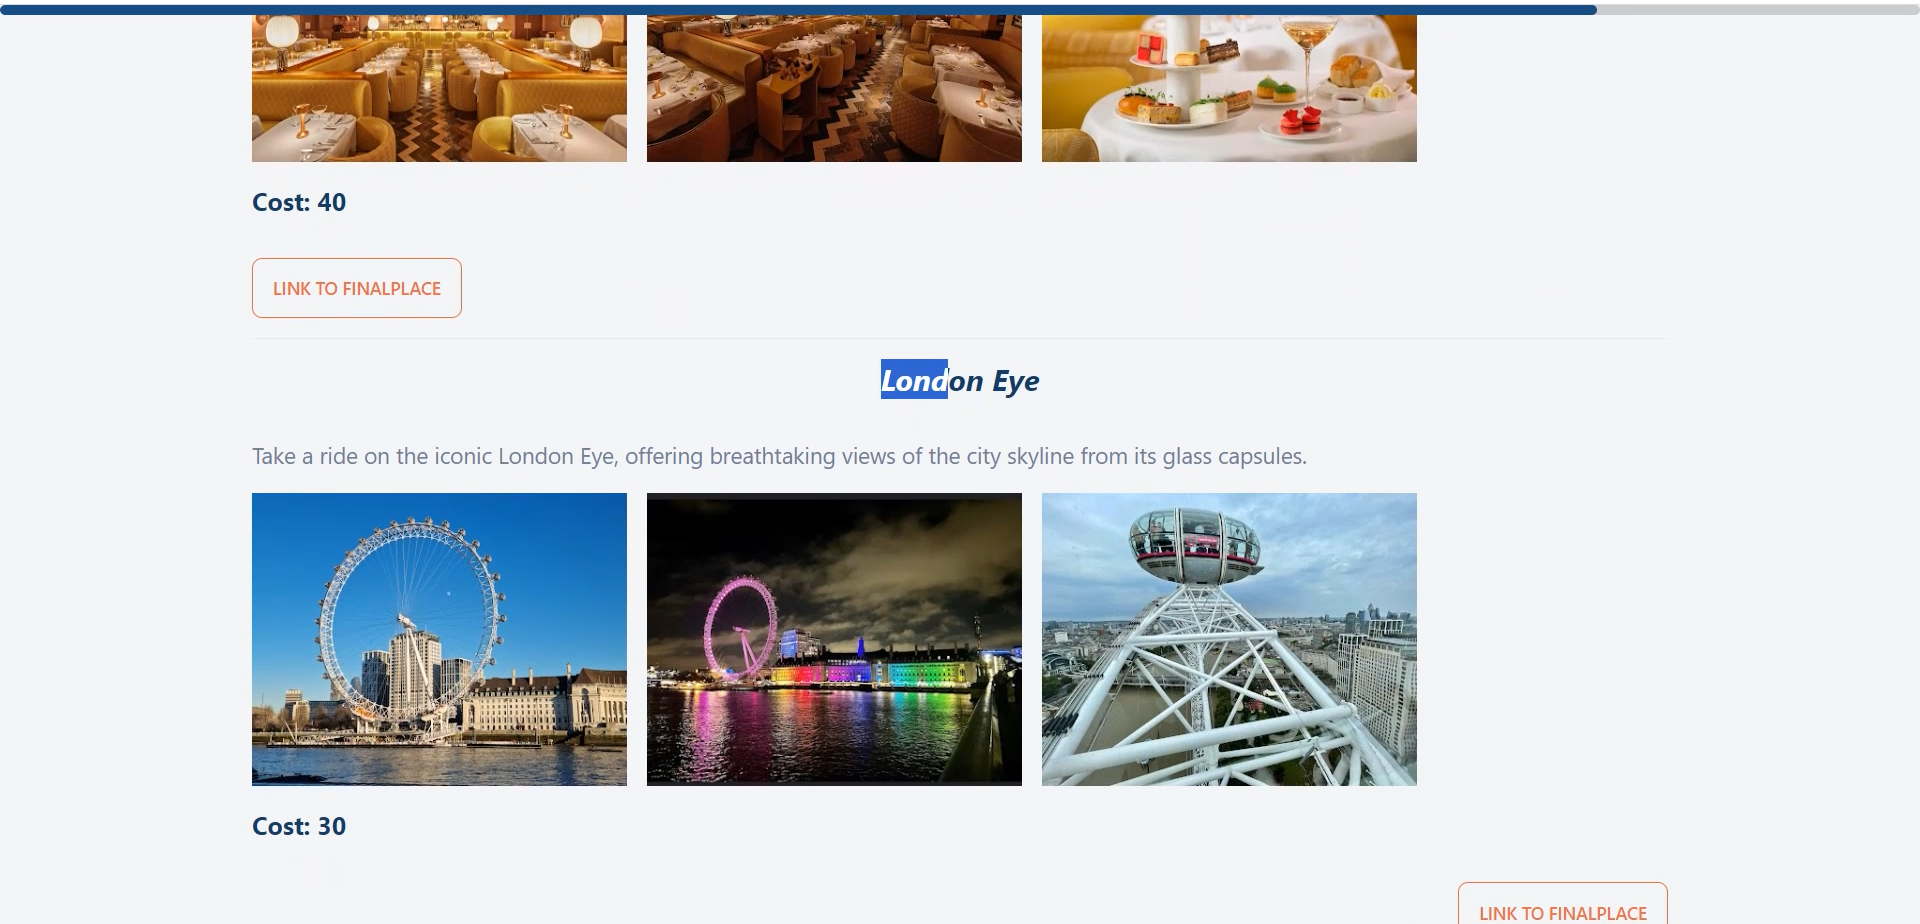 Cost: 40
LINK TO FINALPLACE
London Eye
Take a ride on the iconic London Eye, offering breathtaking views of the city skyline from its glass capsules.
Cost: 30
LINK TO FINALPLACE